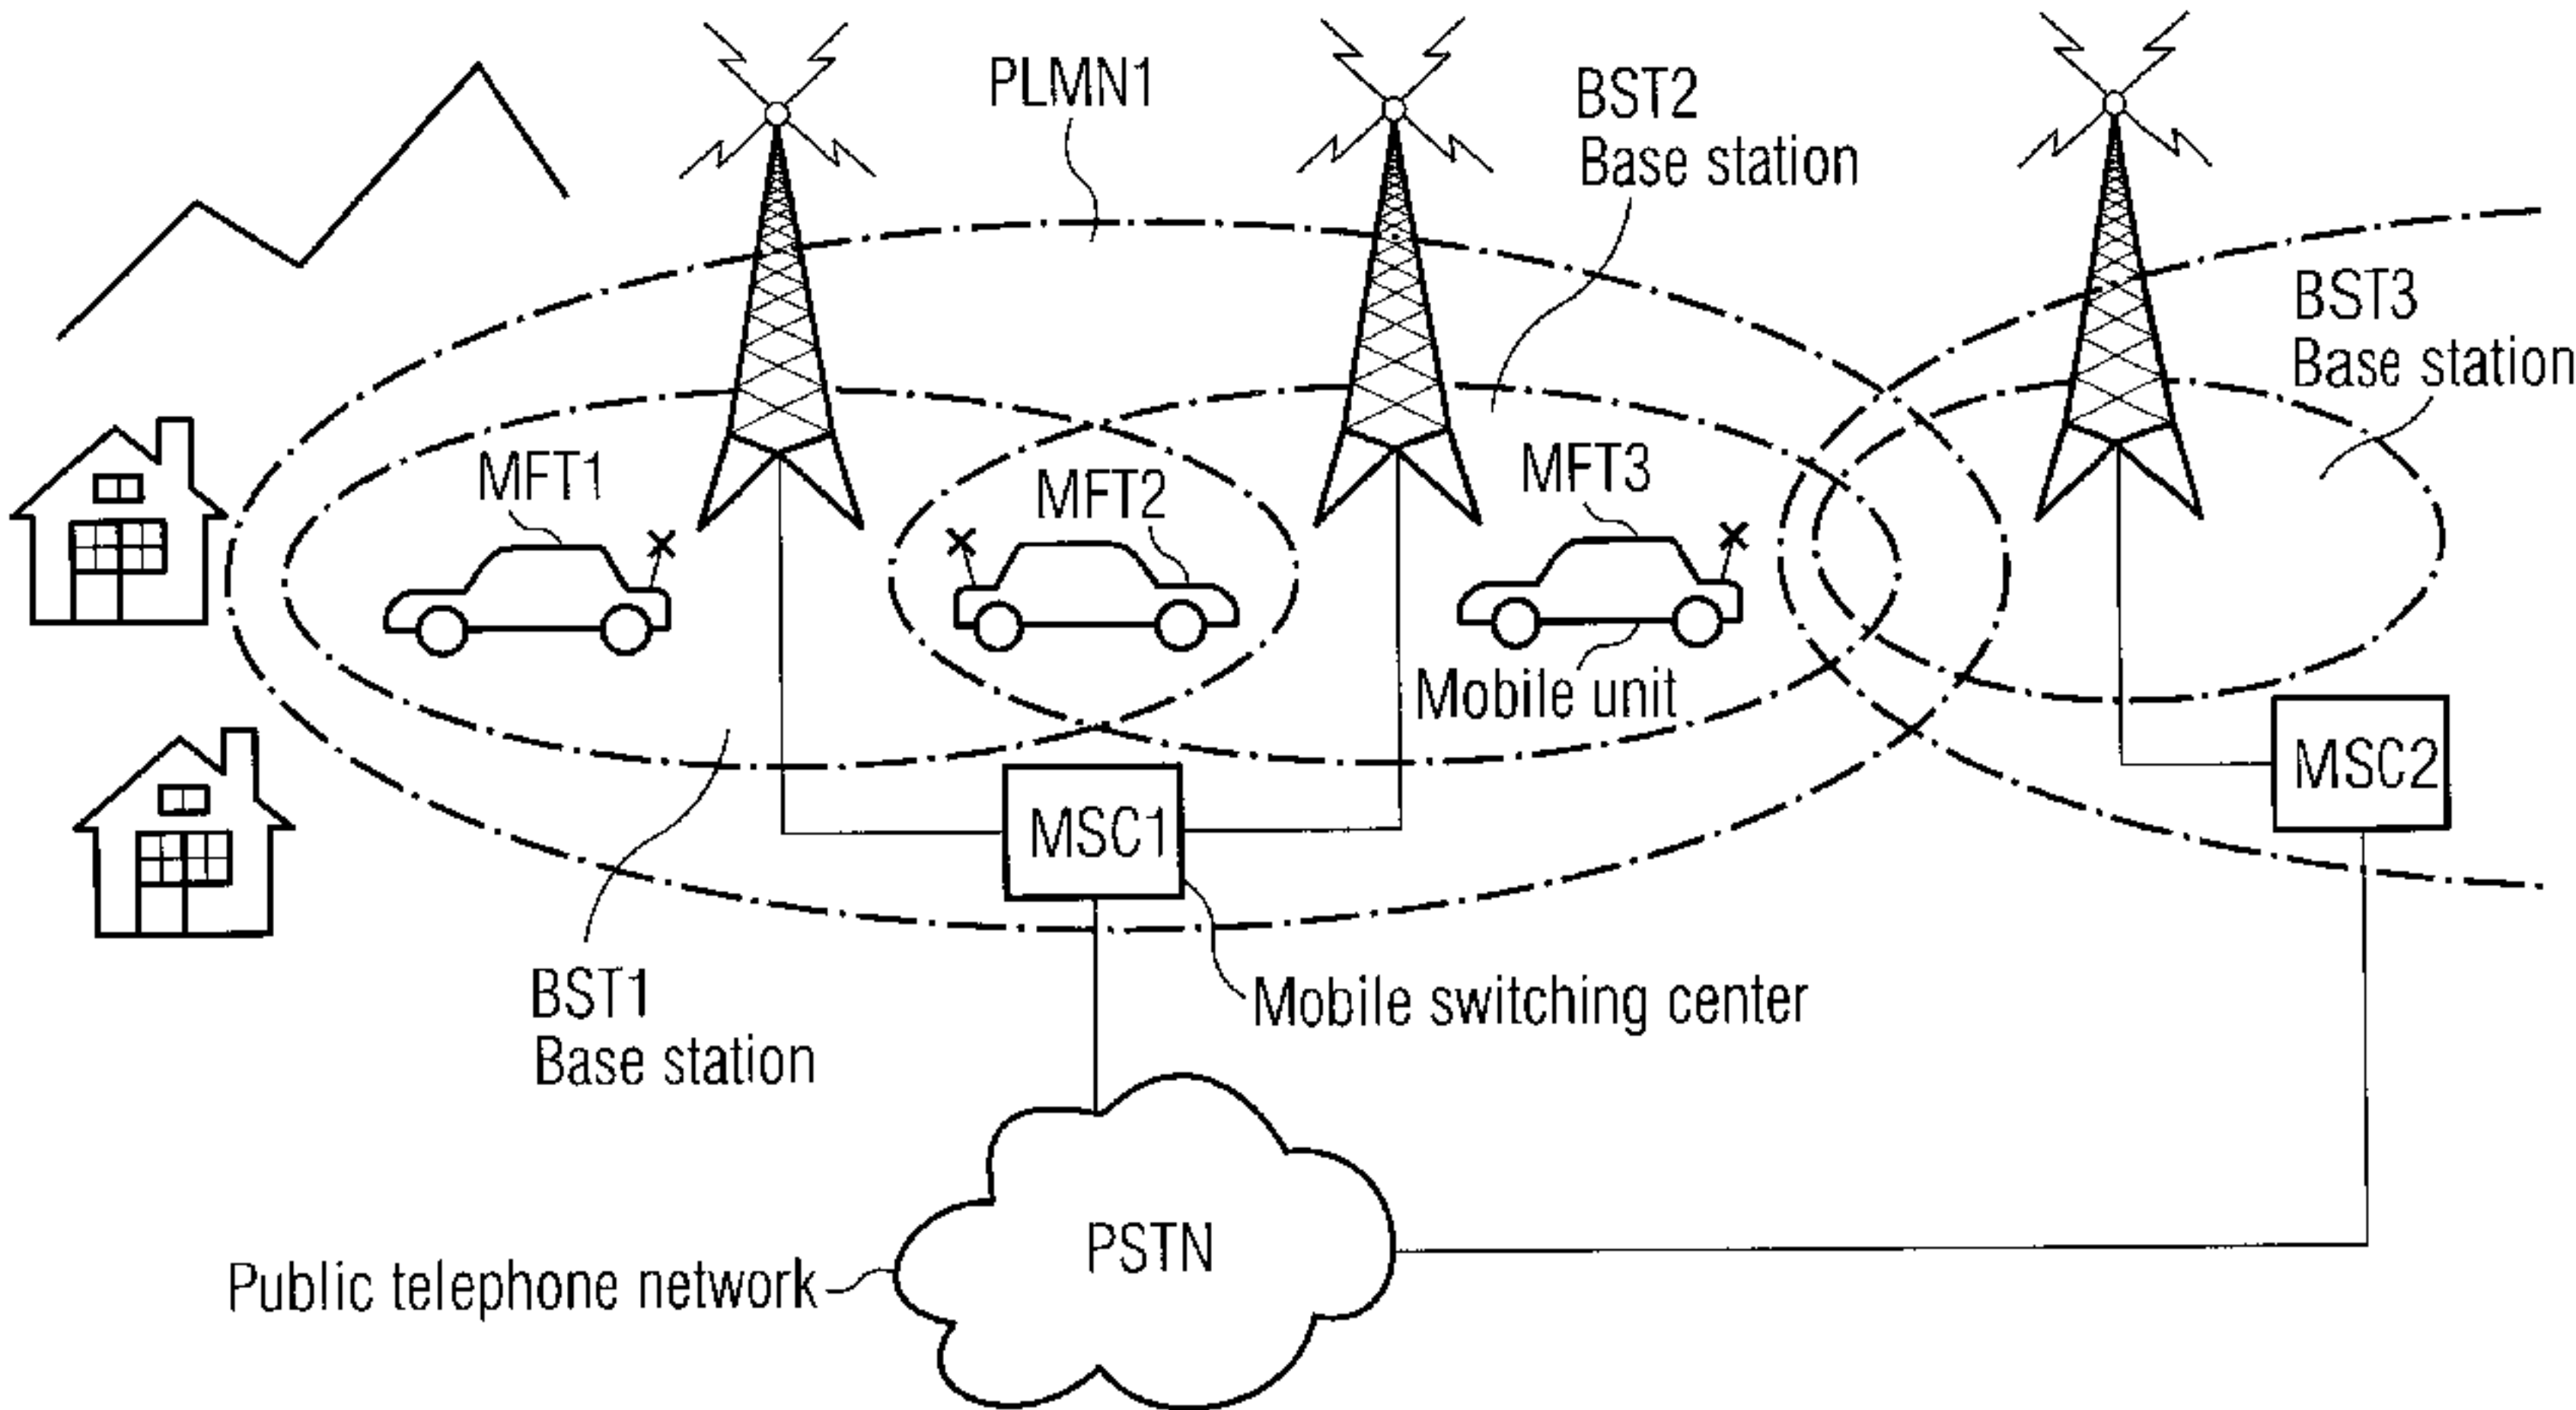 PLMN1
BST2
Base station
BST3
Base station
MFT1
MFT2
MFT3
Mobile unit
MSC1
MSC2
BST1
Base station
Mobile switching center
PSTN
Public telephone network